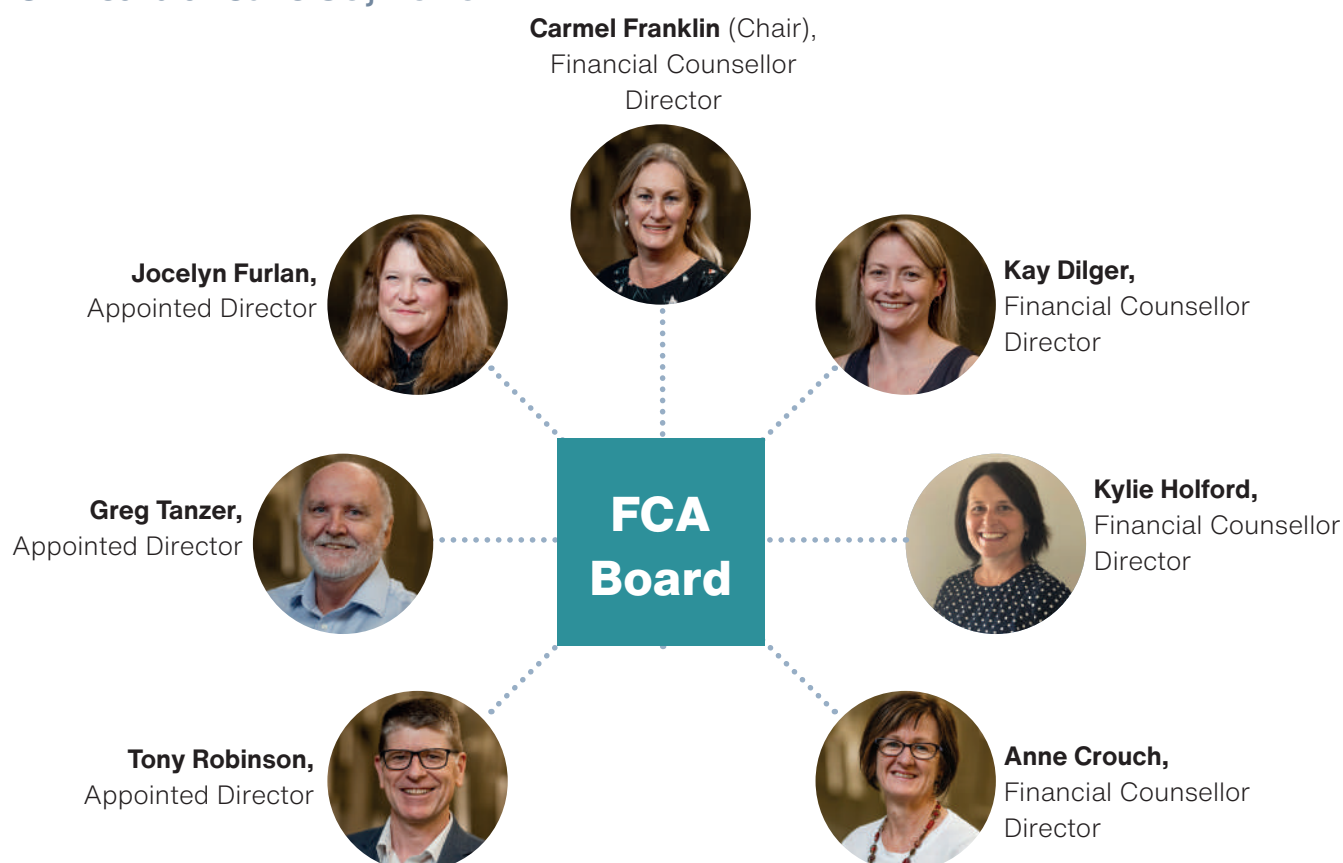 Carmel Franklin (Chair),
Financial Counsellor
Director
Jocelyn Furlan,
Appointed Director
Kay Dilger,
Financial Counsellor
Director
Greg Tanzer,
Appointed Director
FCA
Board
Kylie Holford,
Financial Counsellor
Director
Tony Robinson,
Appointed Director
Anne Crouch,
Financial Counsellor
Director